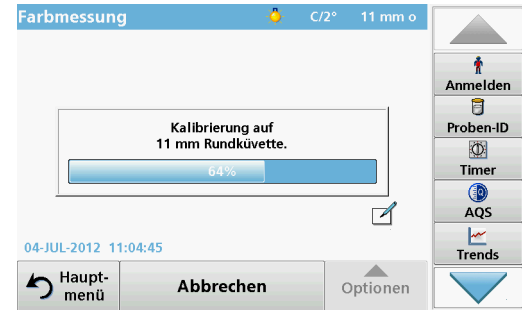 Farbmessung C/2° 11 mm o
Kalibrierung auf
11 mm Rundküvette.
64%
04-JUL-2012 11:04:45
Haupt-
menü
Abbrechen
Optionen
Anmelden
Proben-ID
Timer
AQS
Trends